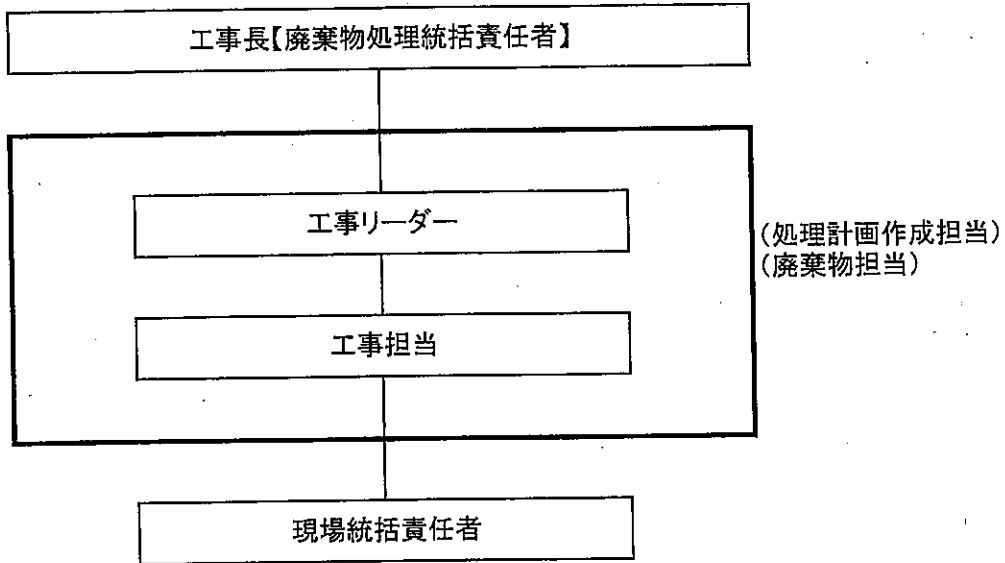 工事長【廃棄物処理統括責任者】
工事リーダー
(処理計画作成担当)
(廃棄物担当)
工事担当
現場統括責任者